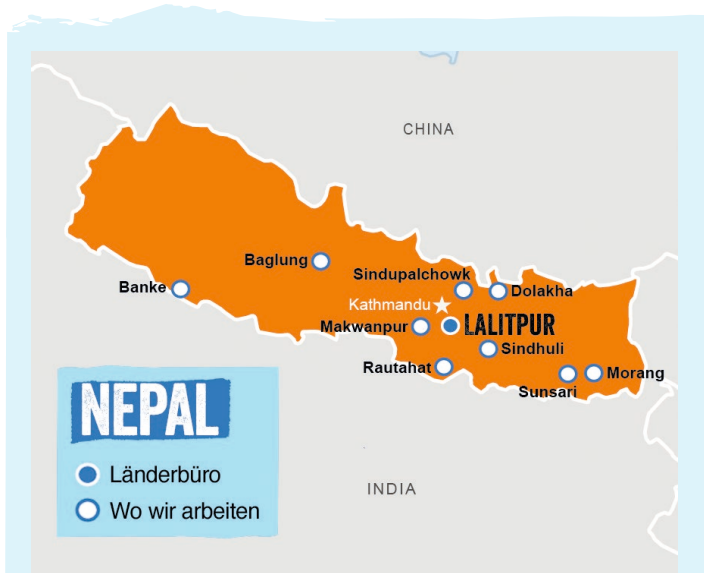 CHINA
Baglung
Sindupalchowk
Banke
Dolakha
Kathmandu
Makwanpur
LALITPUR
Sindhuli
Rautahat
Morang
Sunsari
NEPAL
Länderbüro
Wo wir arbeiten
INDIA